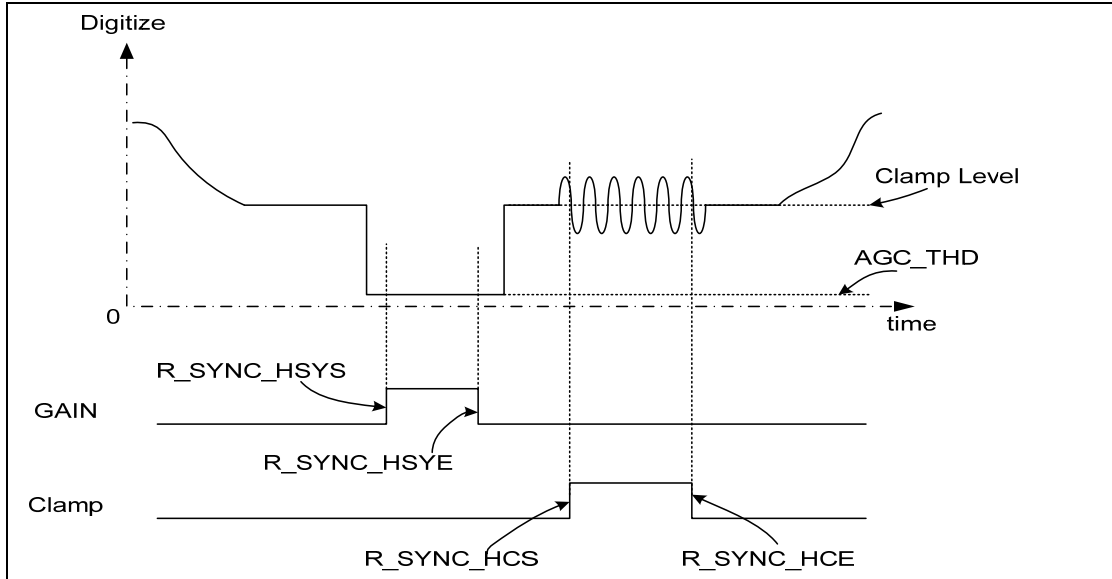 Digitize
Clamp Level
AGC_THD
0
time
R_SYNC_HSYS
GAIN
R_SYNC_HSYE
Clamp
R_SYNC_HCS
R_SYNC_HCE